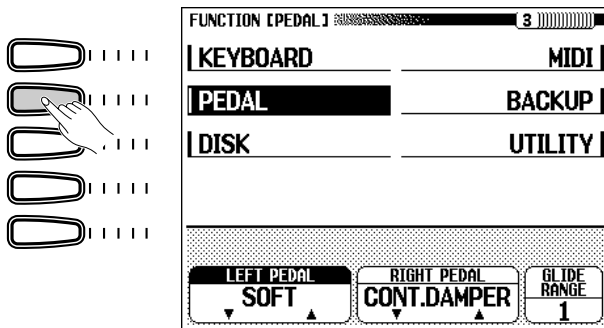 FUNCTION [PEDAL] 3
KEYBOARD MIDI
PEDAL BACKUP
DISK UTILITY
LEFT PEDAL RIGHT PEDAL GLIDE RANGE
SOFT CONT.DAMPER 1